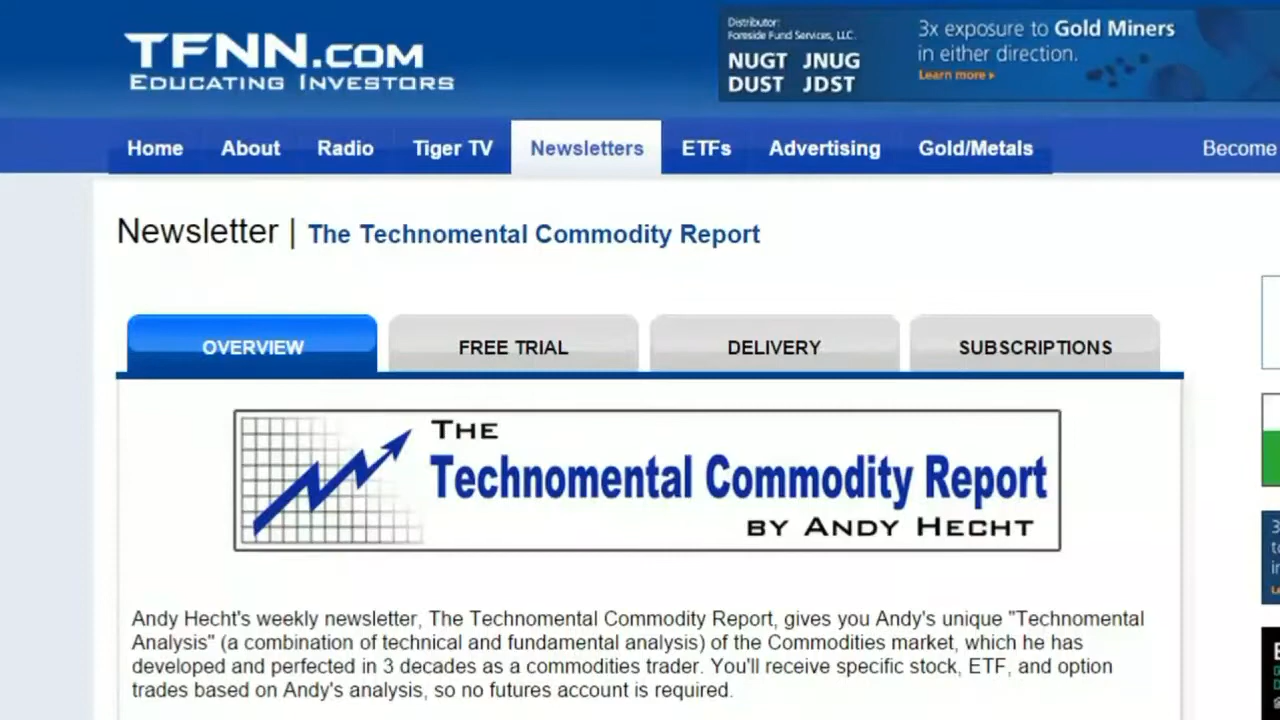 TFNN.COM
EDUCATING INVESTORS
Distributor:
Foreside Fund Services, LLC.
NUGT JNUG
DUST JDST
3x exposure to Gold Miners
in either direction.
Learn more
Home About Radio Tiger TV Newsletters ETFs Advertising Gold/Metals Become
Newsletter | The Technomental Commodity Report
OVERVIEW FREE TRIAL DELIVERY SUBSCRIPTIONS
THE
Technomental Commodity Report
BY ANDY HECHT
Andy Hecht's weekly newsletter, The Technomental Commodity Report, gives you Andy's unique "Technomental
Analysis" (a combination of technical and fundamental analysis) of the Commodities market, which he has
developed and perfected in 3 decades as a commodities trader. You'll receive specific stock, ETF, and option
trades based on Andy's analysis, so no futures account is required.